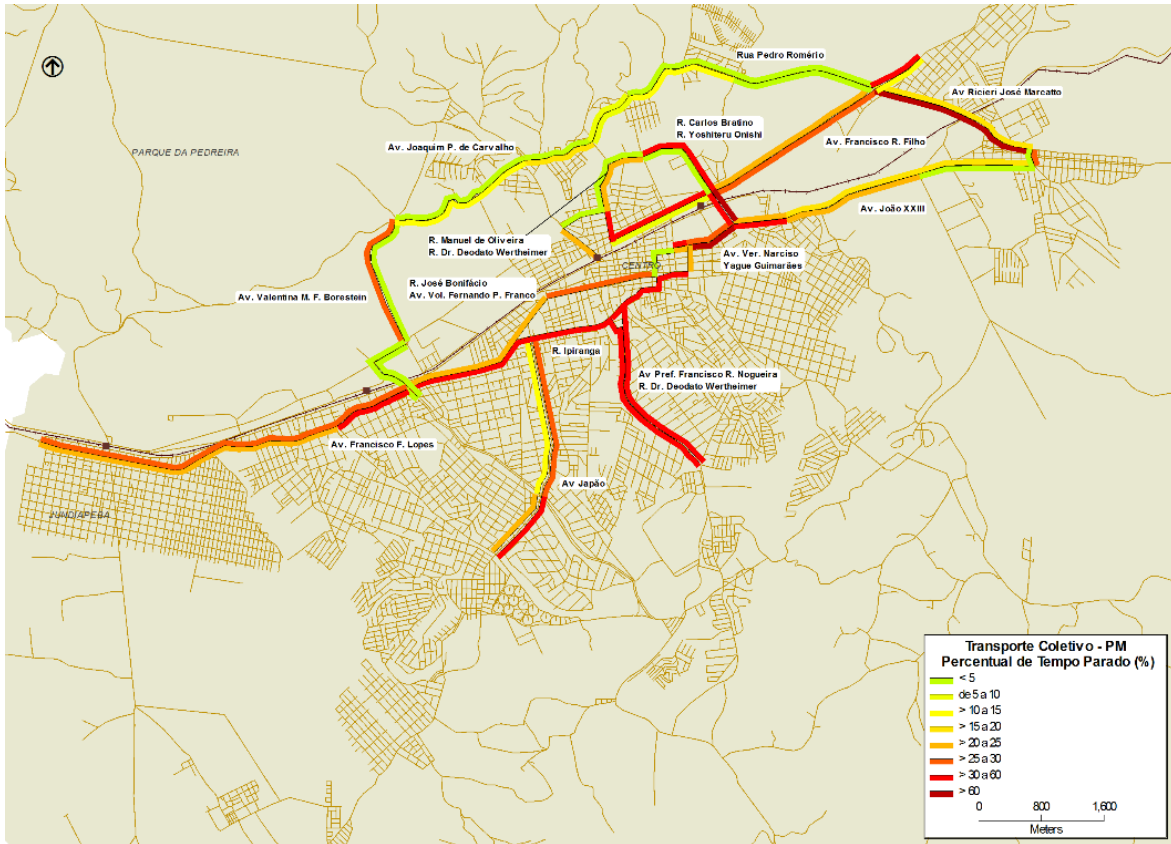 Rua Pedro Romério
Av Ricieri José Marcatto
R. Carlos Bratino
R. Yoshiteru Onishi
Av. Francisco R. Filho
Av. Joaquim P. de Carvalho
PARQUE DA PEDREIRA
Av. João XXIII
R. Manuel de Oliveira
R. Dr. Deodato Wertheimer
CENTRO
Av. Ver. Narciso
Yague Guimarães
R. José Bonifácio
Av. Vol. Fernando P. Franco
Av. Valentina M. F. Borestein
R. Ipiranga
Av Pref. Francisco R. Nogueira
R. Dr. Deodato Wertheimer
Av. Francisco F. Lopes
Av Japão
JUNDIAPEBA
Transporte Coletivo - PM
Percentual de Tempo Parado (%)
< 5
de 5 a 10
> 10 a 15
> 15 a 20
> 20 a 25
> 25 a 30
> 30 a 60
> 60
0 800 1,600
Meters